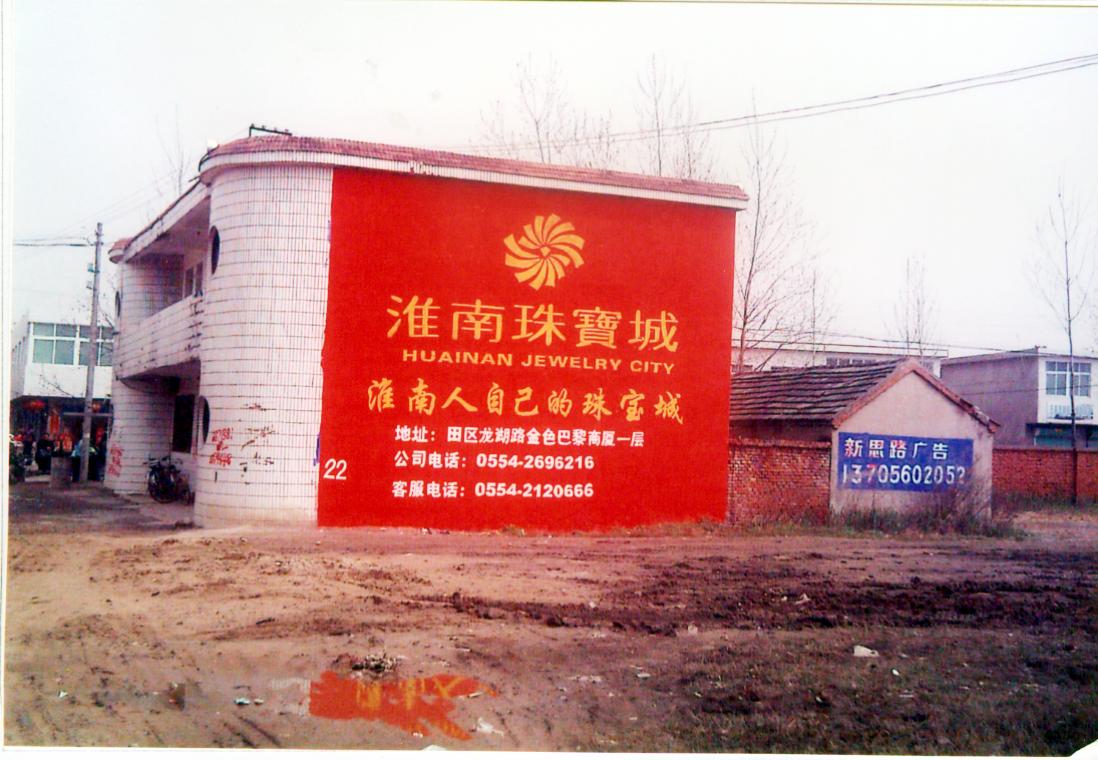 淮南珠寶城
HUAINAN JEWELRY CITY
淮南人自己的珠宝城
地址：田区龙湖路金色巴黎南厦一层
公司电话：0554-2696216
22
客服电话：0554-2120666
新思路广告
13705602052